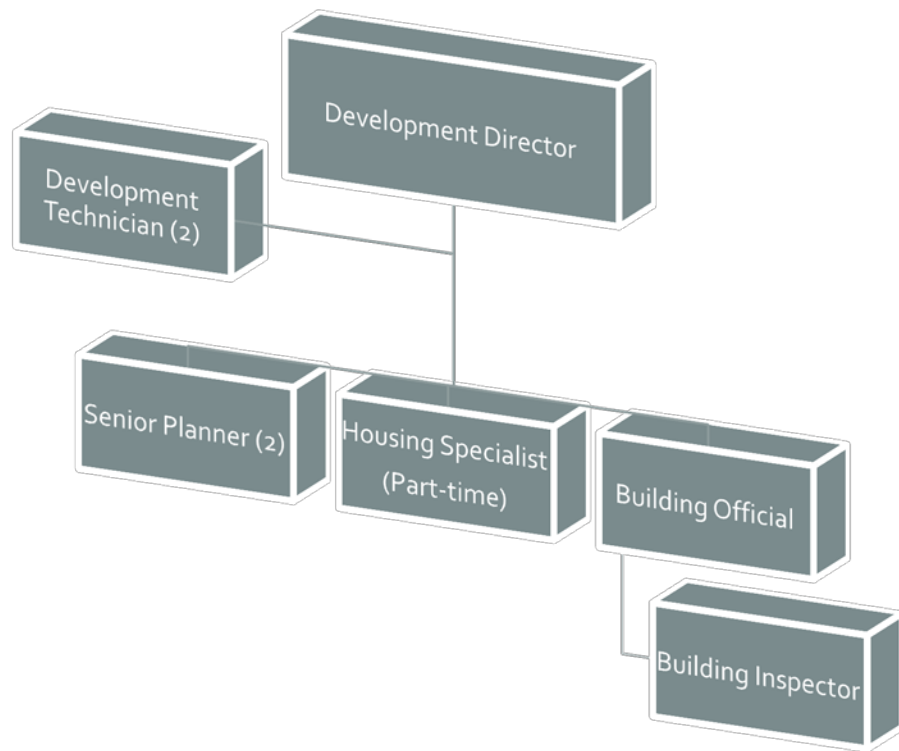 Development Director
Development
Technician (2)
Senior Planner (2)
Housing Specialist
(Part-time)
Building Official
Building Inspector